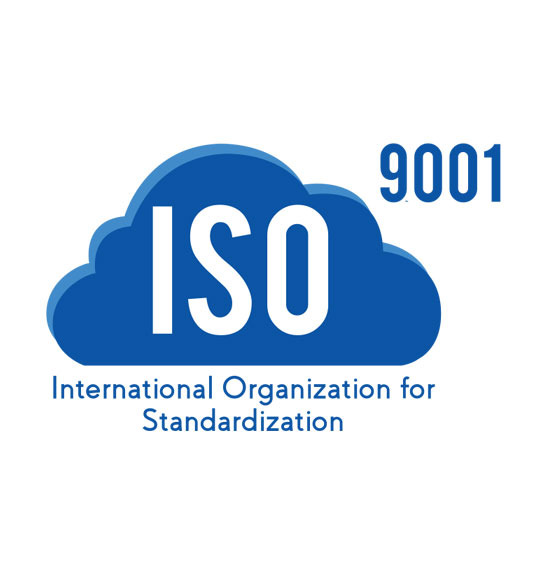 9001
ISO
International Organization for
Standardization